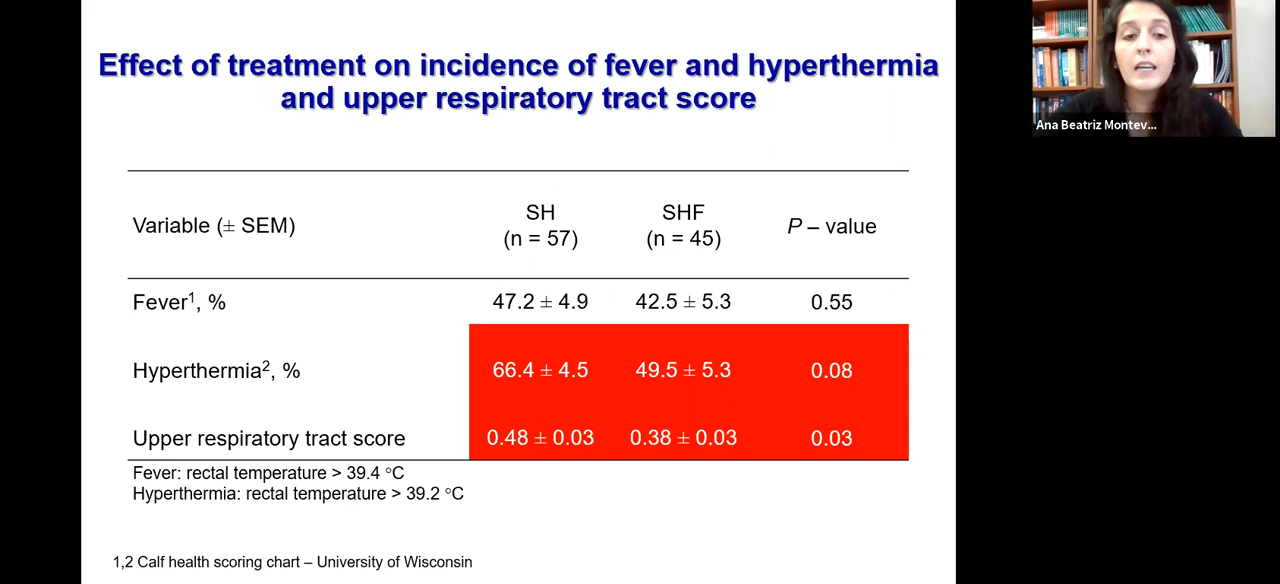 Effect of treatment on incidence of fever and hyperthermia
and upper respiratory tract score
Variable (± SEM)
SH
(n = 57)
SHF
(n = 45)
P – value
Fever¹, %
47.2 ± 4.9
42.5 ± 5.3
0.55
Hyperthermia², %
66.4 ± 4.5
49.5 ± 5.3
0.08
Upper respiratory tract score
0.48 ± 0.03
0.38 ± 0.03
0.03
Fever: rectal temperature > 39.4 °C
Hyperthermia: rectal temperature > 39.2 °C
1,2 Calf health scoring chart – University of Wisconsin
Ana Beatriz Montev...